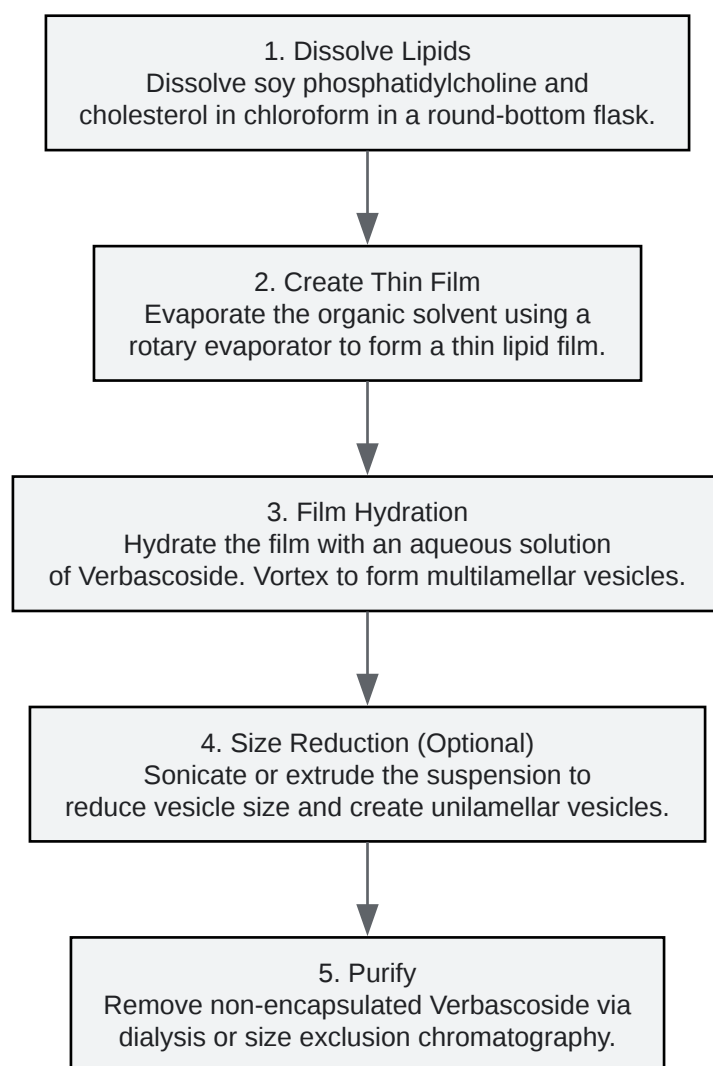 1. Dissolve Lipids
Dissolve soy phosphatidylcholine and
cholesterol in chloroform in a round-bottom flask.
2. Create Thin Film
Evaporate the organic solvent using a
rotary evaporator to form a thin lipid film.
3. Film Hydration
Hydrate the film with an aqueous solution
of Verbascoside. Vortex to form multilamellar vesicles.
4. Size Reduction (Optional)
Sonicate or extrude the suspension to
reduce vesicle size and create unilamellar vesicles.
5. Purify
Remove non-encapsulated Verbascoside via
dialysis or size exclusion chromatography.